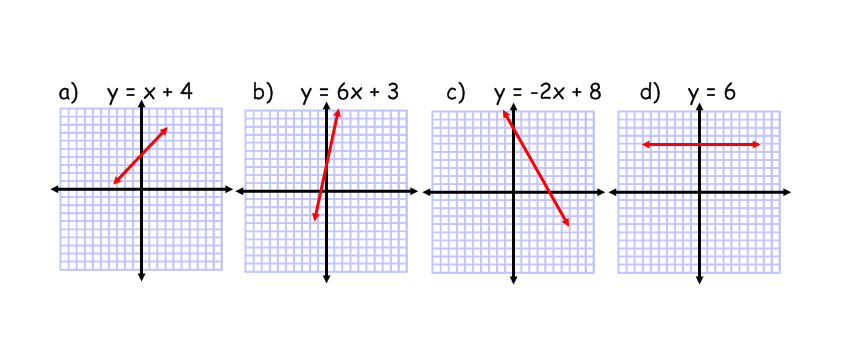 a) y = x + 4
b) y = 6x + 3
c) y = -2x + 8
d) y = 6